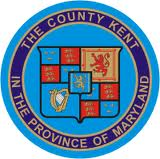 THE COUNTY KENT
IN THE PROVINCE OF MARYLAND